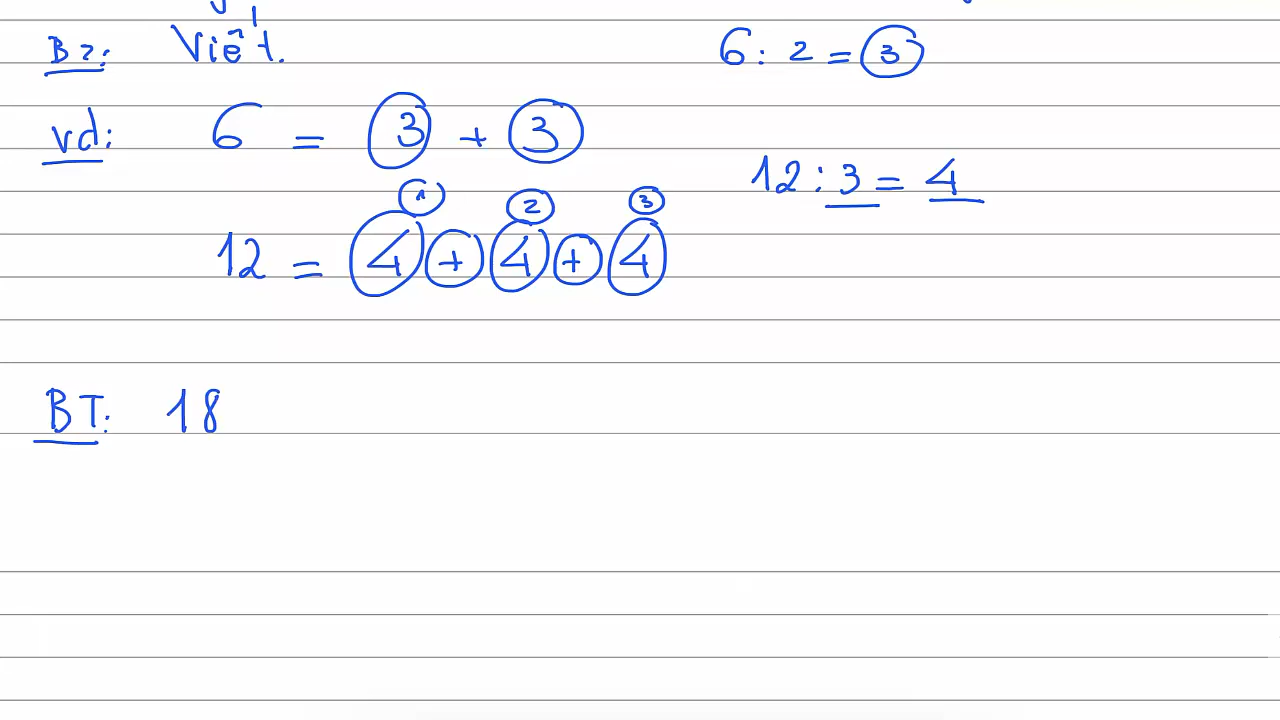 B2: Viết.
6 : 2 = 3
vd: 6 = 3 + 3
12 : 3 = 4
1 2 3
12 = 4 + 4 + 4
BT: 18